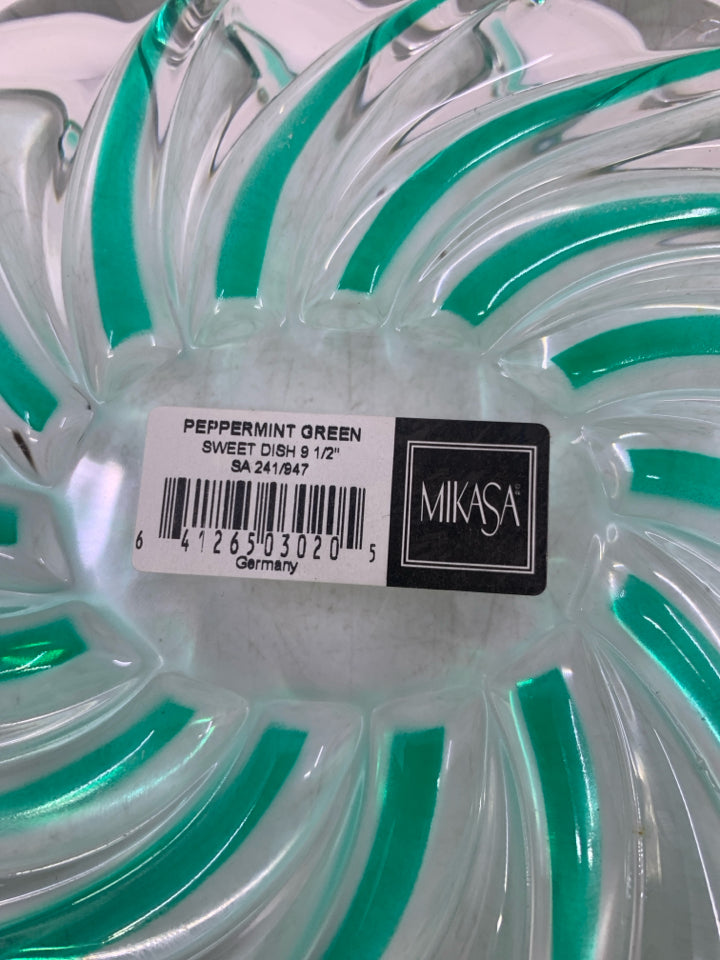 PEPPERMINT GREEN
SWEET DISH 9 1/2"
SA 241/947
6 41265 03020 5
Germany
MIKASA